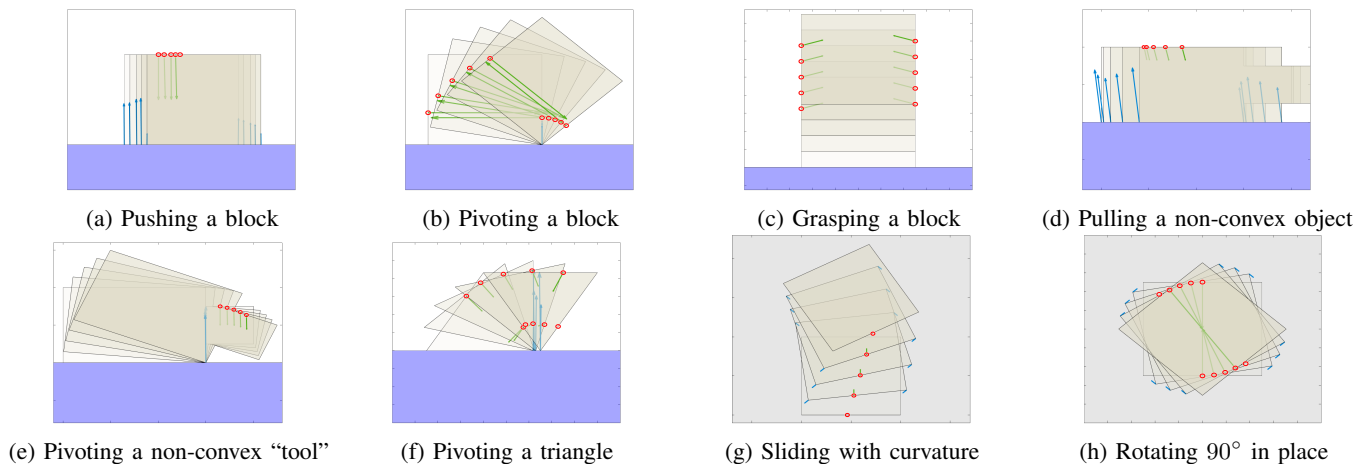 (a) Pushing a block
(b) Pivoting a block
(c) Grasping a block
(d) Pulling a non-convex object
(e) Pivoting a non-convex “tool”
(f) Pivoting a triangle
(g) Sliding with curvature
(h) Rotating 90° in place